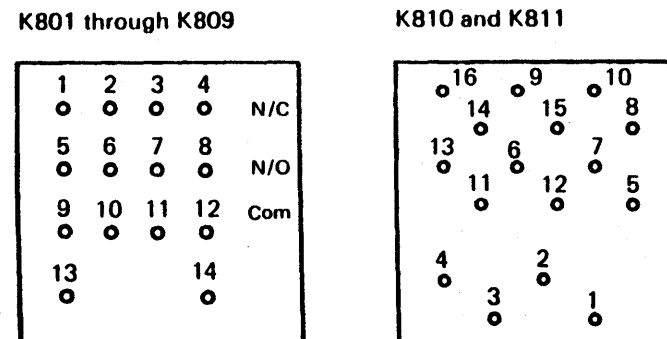 K801 through K809
1 2 3 4
N/C
5 6 7 8
N/O
9 10 11 12 Com
13 14
K810 and K811
16 9 10
14 15 8
13 6 7
11 12 5
4 2
3 1